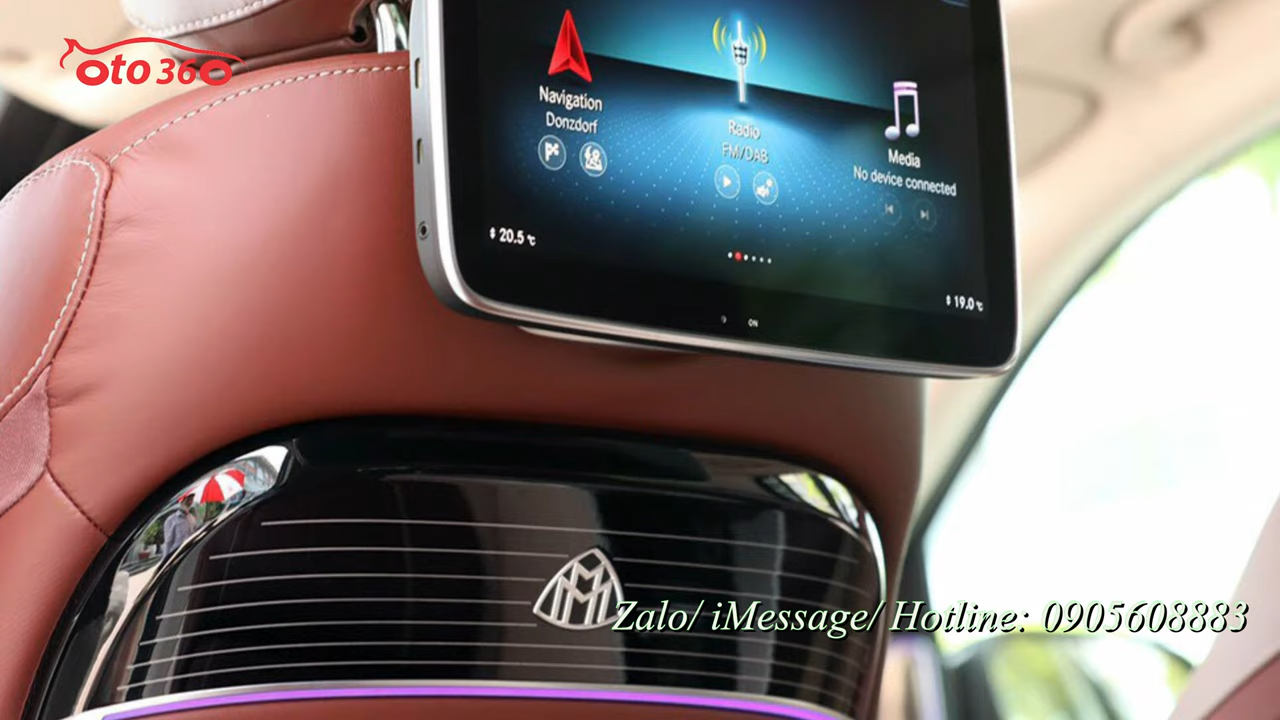 oto360
Navigation
Donzdorf
Radio
FM/DAB
Media
No device connected
20.5 °C
19.0 °C
ON
Zalo/ iMessage/ Hotline: 0905608883